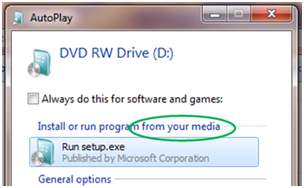 AutoPlay
DVD RW Drive (D:)
Always do this for software and games:
Install or run program from your media
Run setup.exe
Published by Microsoft Corporation
General options